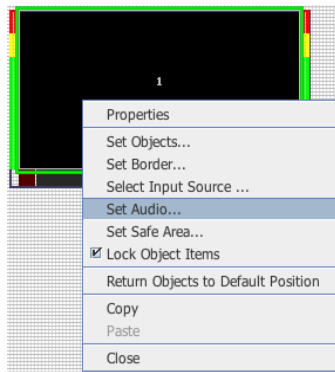 1
Properties
Set Objects...
Set Border...
Select Input Source ...
Set Audio...
Set Safe Area...
Lock Object Items
Return Objects to Default Position
Copy
Paste
Close